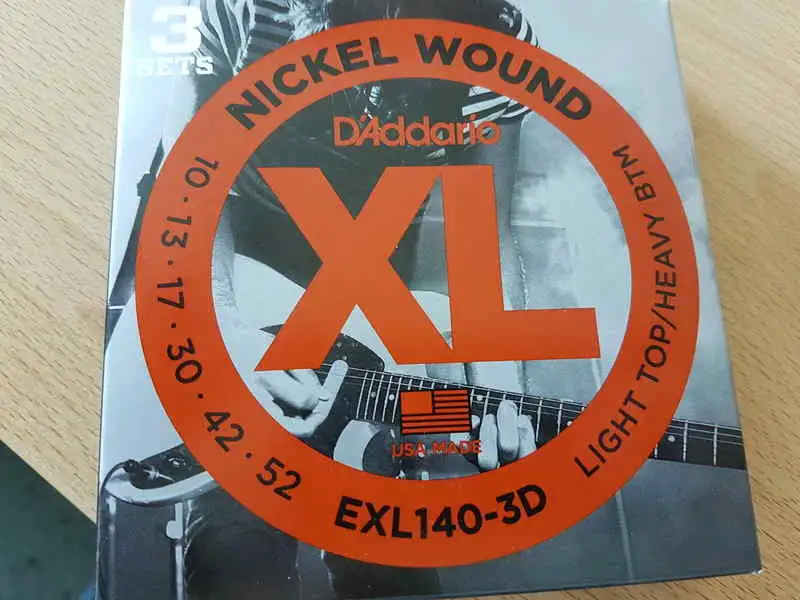 3
SETS
NICKEL WOUND
D'Addario
XL
10 · 13 · 17 · 30 · 42 · 52
LIGHT TOP/HEAVY BTM
USA MADE
EXL140-3D